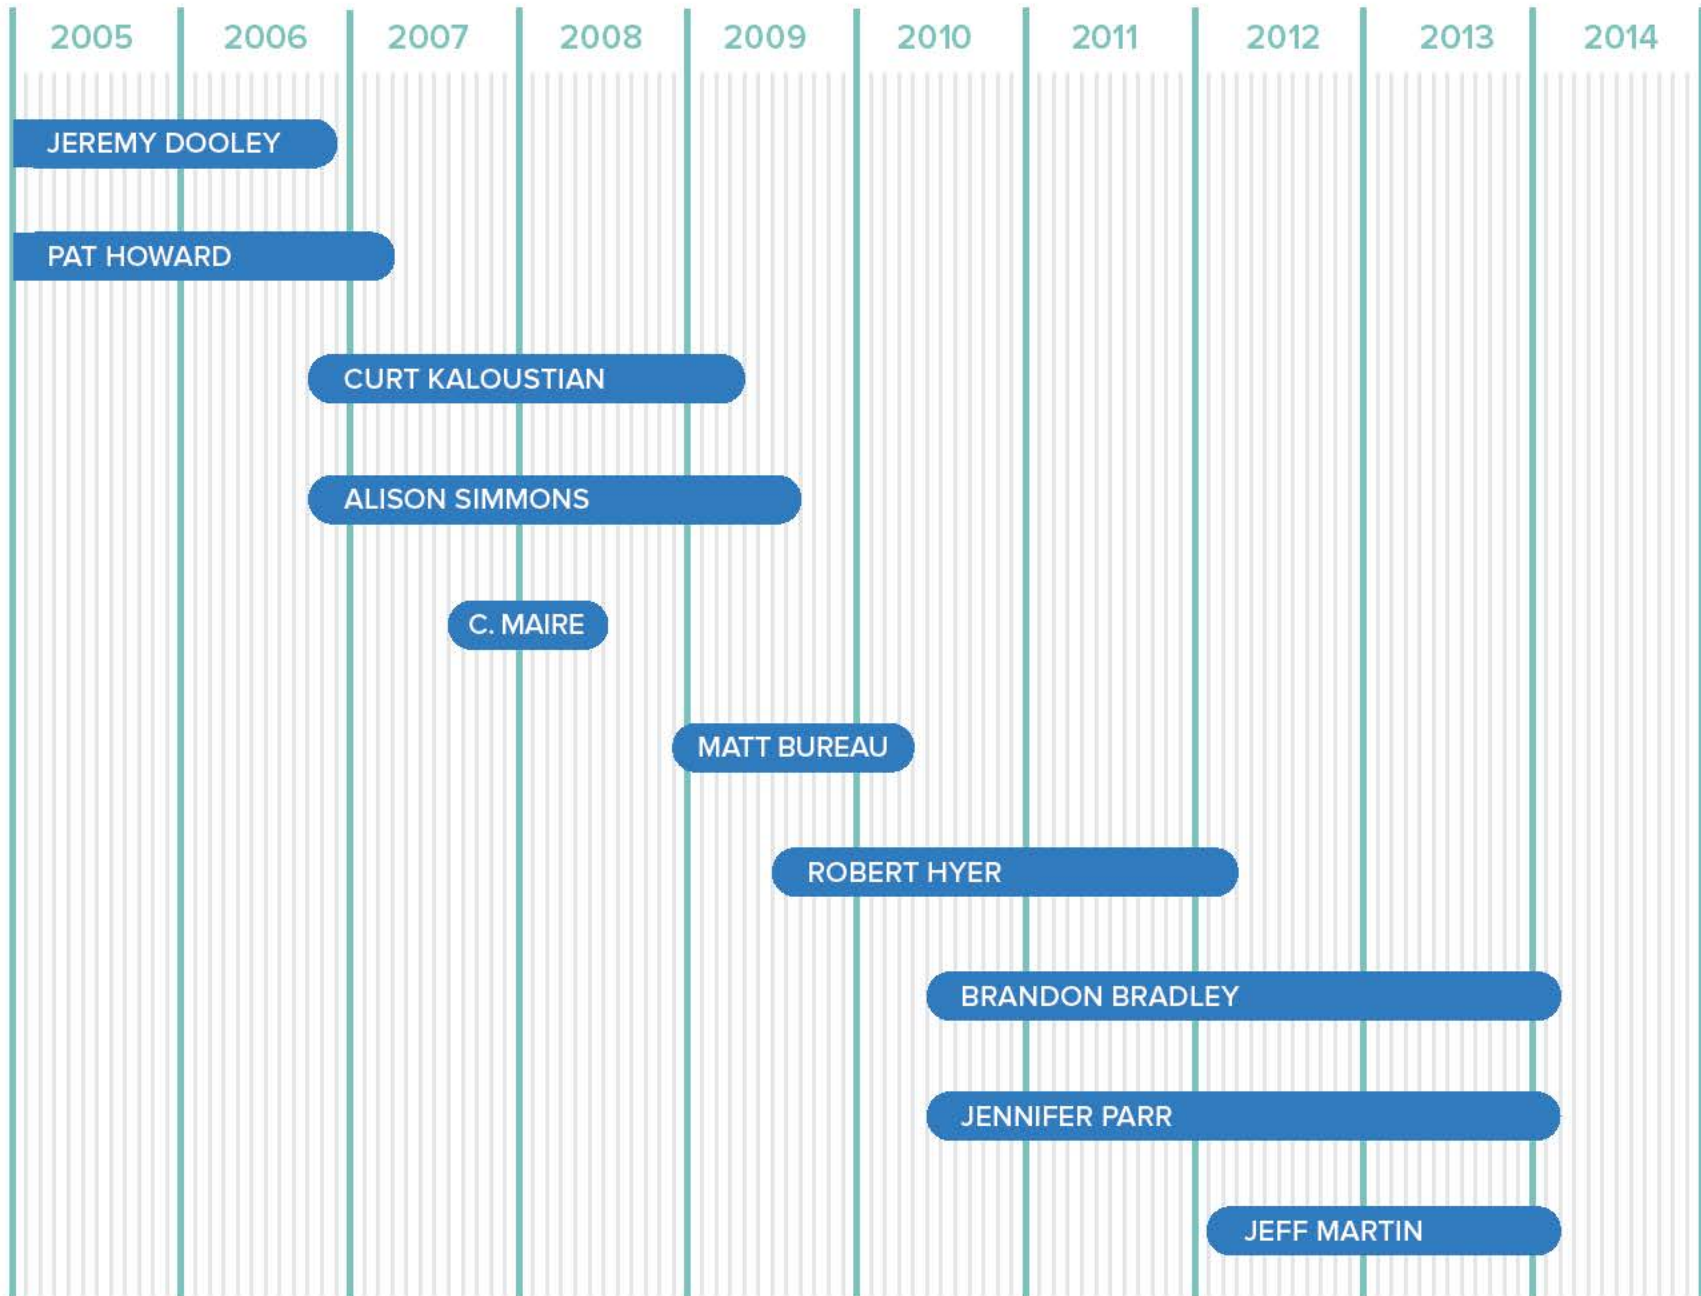 2005 2006 2007 2008 2009 2010 2011 2012 2013 2014
JEREMY DOOLEY
PAT HOWARD
CURT KALOUSTIAN
ALISON SIMMONS
C. MAIRE
MATT BUREAU
ROBERT HYER
BRANDON BRADLEY
JENNIFER PARR
JEFF MARTIN